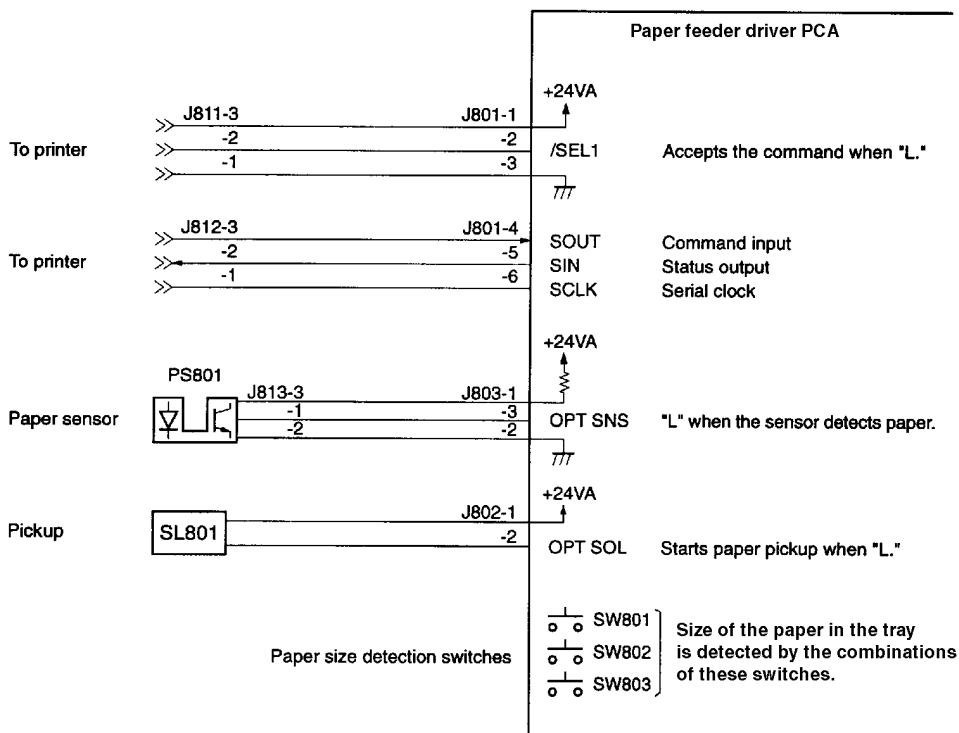 Paper feeder driver PCA
+24VA
J811-3 J801-1
To printer -2 -2 /SEL1 Accepts the command when "L."
-1 -3
J812-3 J801-4 SOUT Command input
To printer -2 -5 SIN Status output
-1 -6 SCLK Serial clock
+24VA
PS801
J813-3 J803-1
Paper sensor -1 -3 OPT SNS "L" when the sensor detects paper.
-2 -2
+24VA
J802-1
Pickup SL801
-2 OPT SOL Starts paper pickup when "L."
SW801
Paper size detection switches SW802
SW803
Size of the paper in the tray
is detected by the combinations
of these switches.